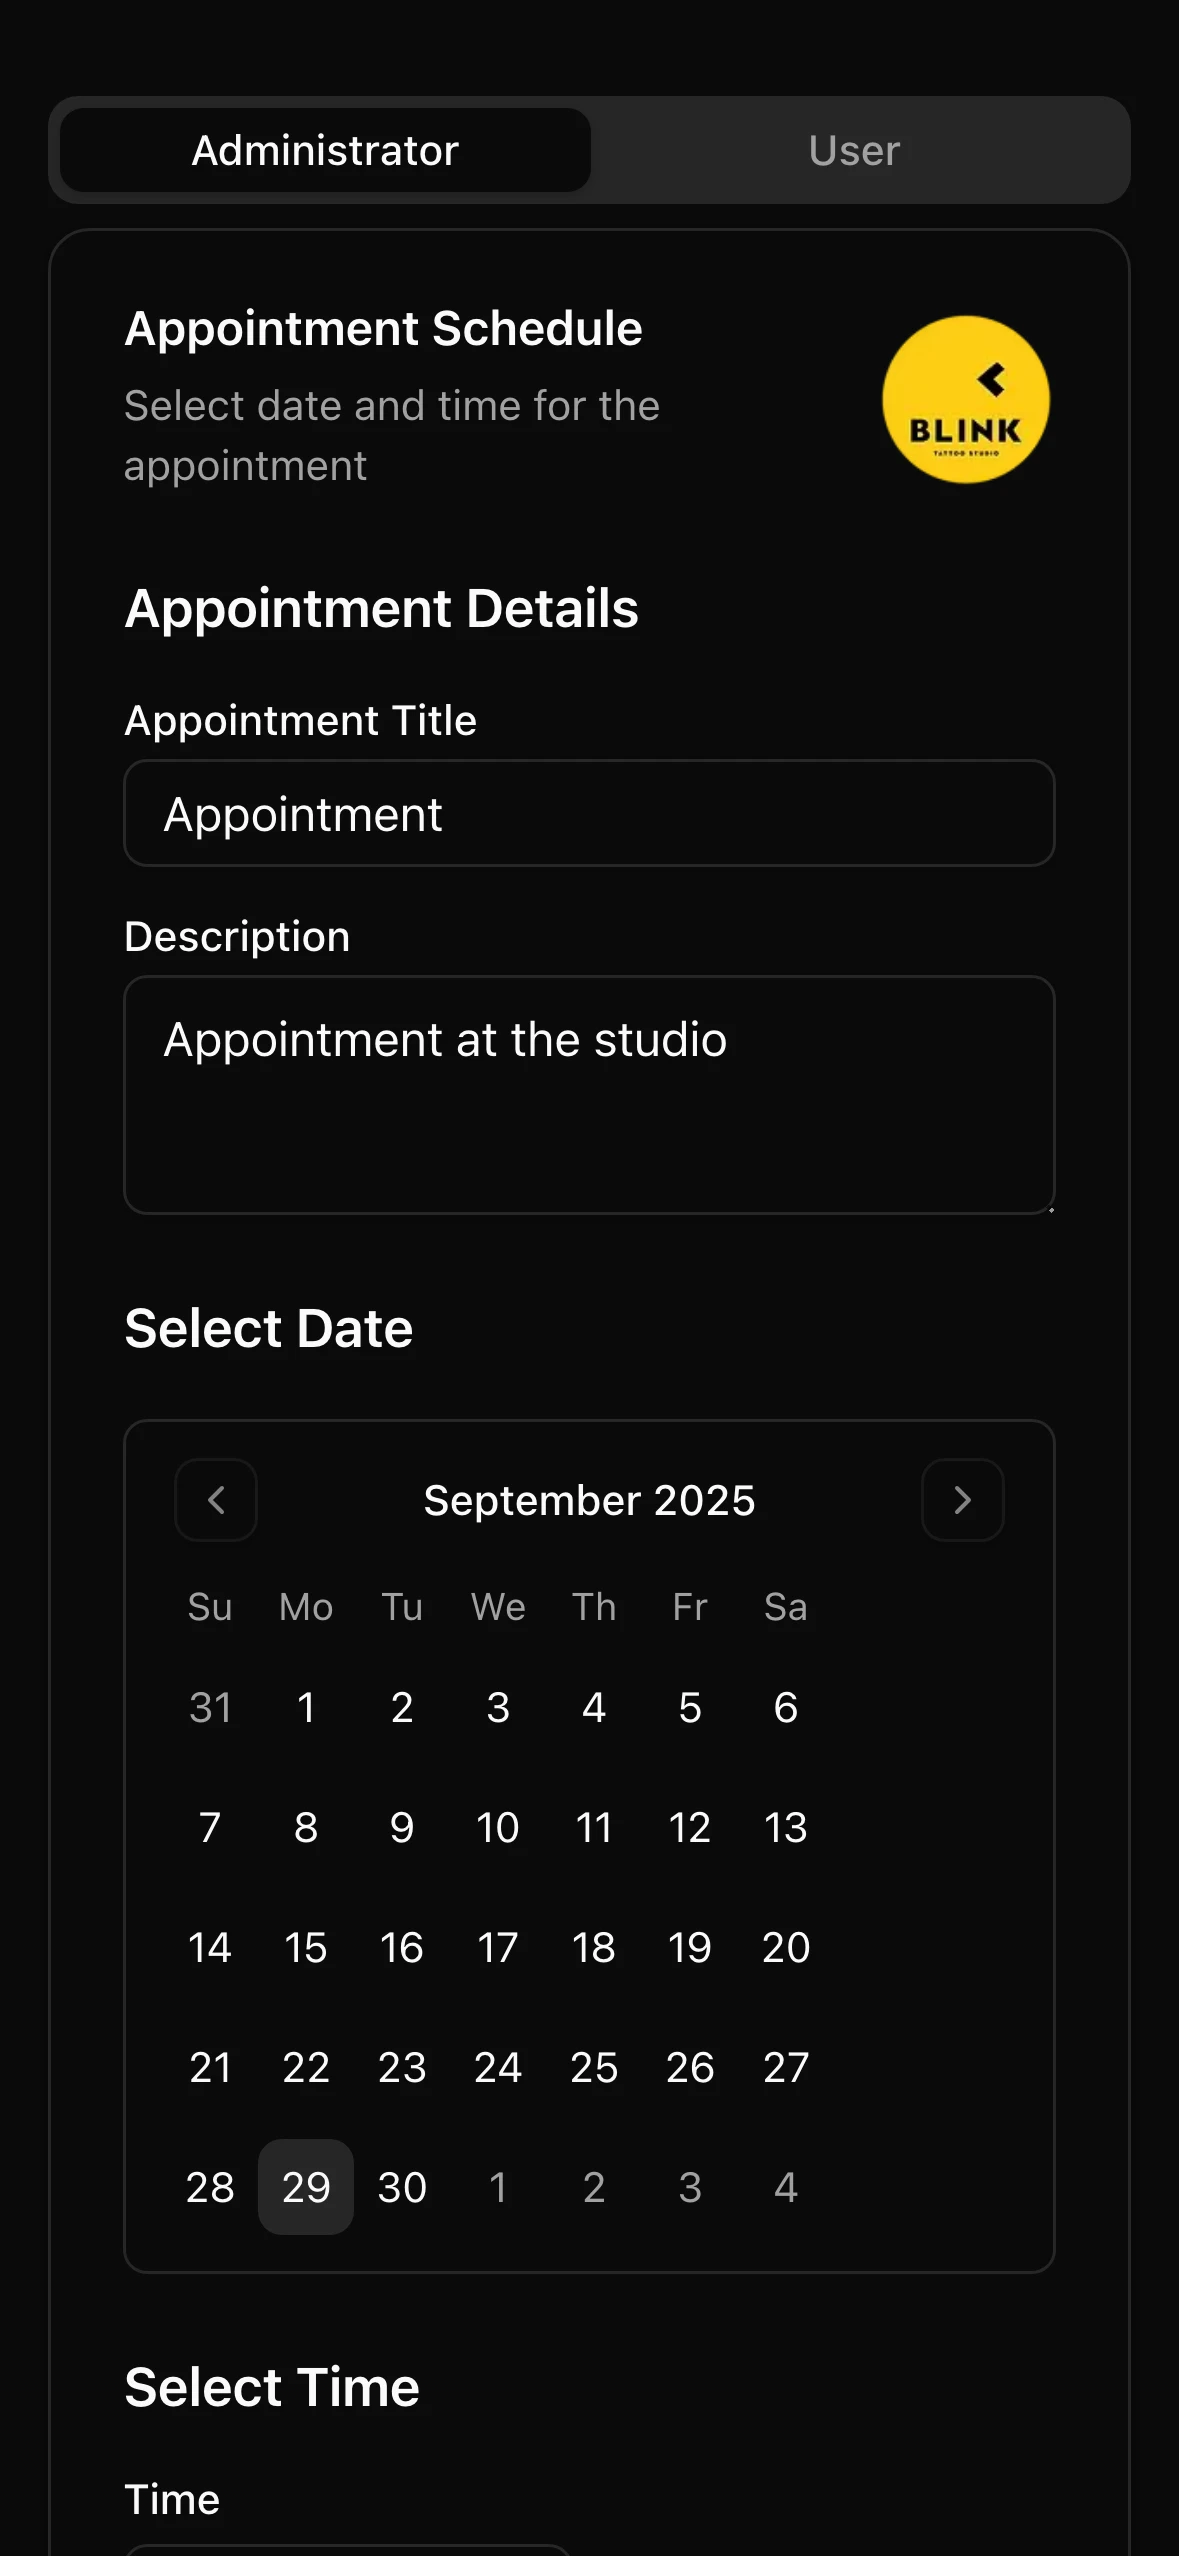 Administrator
User
Appointment Schedule
Select date and time for the
appointment
BLINK
TATTOO STUDIO
Appointment Details
Appointment Title
Appointment
Description
Appointment at the studio
Select Date
September 2025
Su Mo Tu We Th Fr Sa
31 1 2 3 4 5 6
7 8 9 10 11 12 13
14 15 16 17 18 19 20
21 22 23 24 25 26 27
28 29 30 1 2 3 4
Select Time
Time